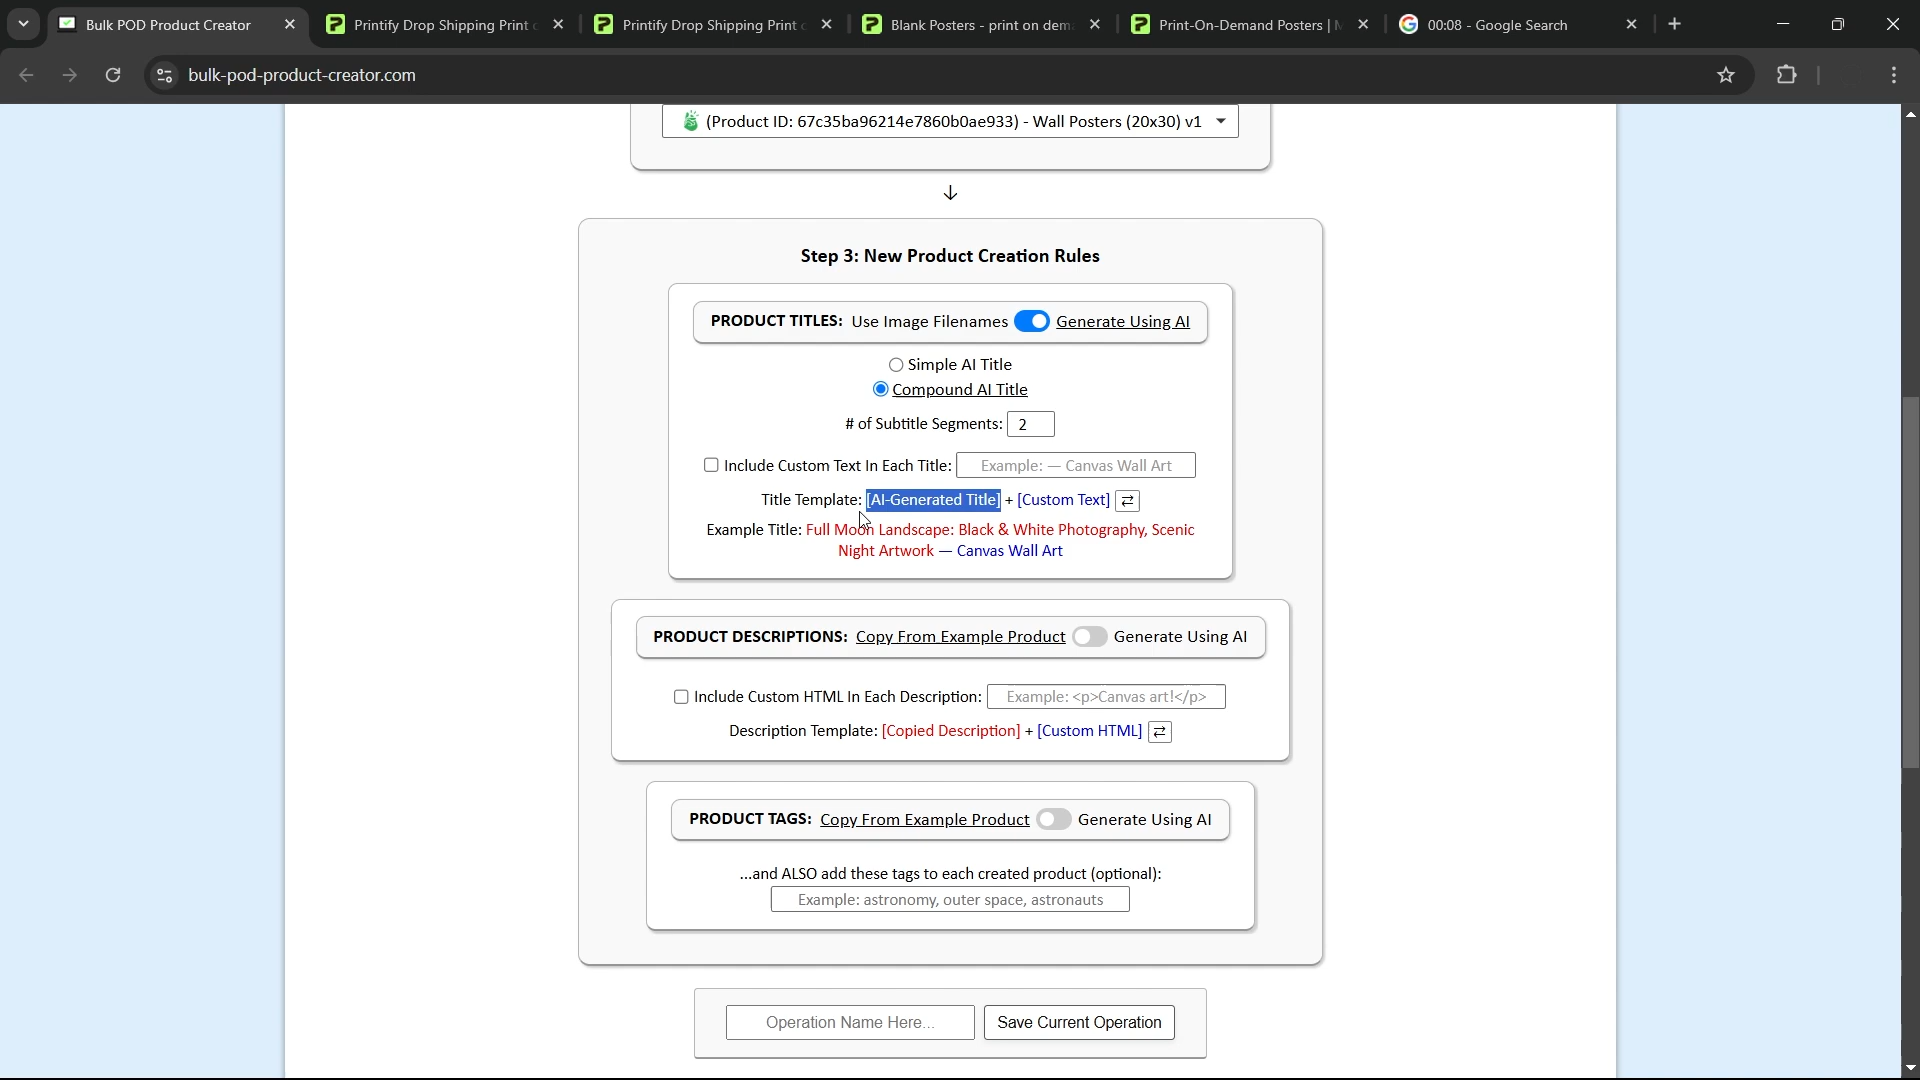 Bulk POD Product Creator
Printify Drop Shipping Print
Printify Drop Shipping Print
Blank Posters - print on dem
Print-On-Demand Posters |
00:08 - Google Search
bulk-pod-product-creator.com
(Product ID: 67c35ba96214e7860b0ae933) - Wall Posters (20x30) v1
↓
Step 3: New Product Creation Rules
PRODUCT TITLES: Use Image Filenames Generate Using AI
Simple AI Title
Compound AI Title
# of Subtitle Segments: 2
Include Custom Text In Each Title: Example: — Canvas Wall Art
Title Template: [AI-Generated Title] + [Custom Text] ⇄
Example Title: Full Moon Landscape: Black & White Photography, Scenic
Night Artwork — Canvas Wall Art
PRODUCT DESCRIPTIONS: Copy From Example Product Generate Using AI
Include Custom HTML In Each Description: Example: <p>Canvas art!</p>
Description Template: [Copied Description] + [Custom HTML] ⇄
PRODUCT TAGS: Copy From Example Product Generate Using AI
...and ALSO add these tags to each created product (optional):
Example: astronomy, outer space, astronauts
Operation Name Here... Save Current Operation